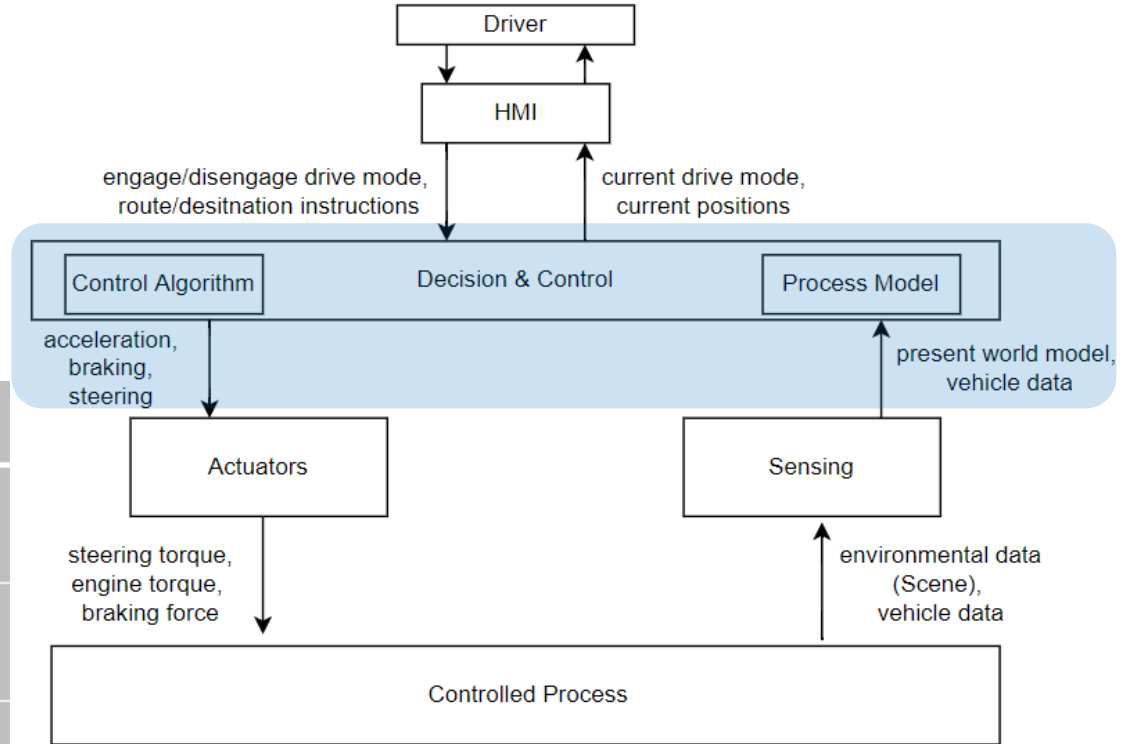 Driver
HMI
engage/disengage drive mode,
route/desitnation instructions
current drive mode,
current positions
Control Algorithm
Decision & Control
Process Model
acceleration,
braking,
steering
present world model,
vehicle data
Actuators
Sensing
steering torque,
engine torque,
braking force
environmental data
(Scene),
vehicle data
Controlled Process